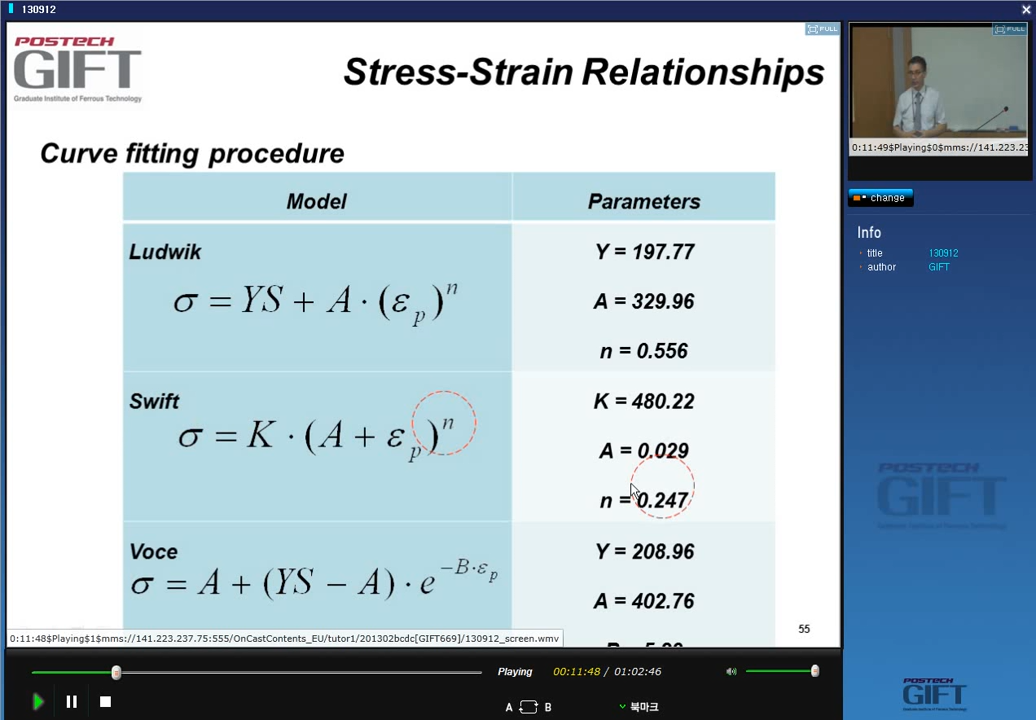 130912
FULL
FULL
POSTECH
GIFT
Graduate Institute of Ferrous Technology
Stress-Strain Relationships
Curve fitting procedure
Model Parameters
Ludwik Y = 197.77
σ = YS + A · (ε_p)^n A = 329.96
n = 0.556
Swift K = 480.22
σ = K · (A + ε_p)^n A = 0.029
n = 0.247
Voce Y = 208.96
σ = A + (YS − A) · e^{−B·ε_p} A = 402.76
55
0:11:48$Playing$1$mms://141.223.237.75:555/OnCastContents_EU/tutor1/201302bcdc[GIFT669]/130912_screen.wmv
Playing 00:11:48 / 01:02:46
A B 북마크
0:11:49$Playing$0$mms://141.223.23
change
Info
title 130912
author GIFT
POSTECH
GIFT
POSTECH
GIFT